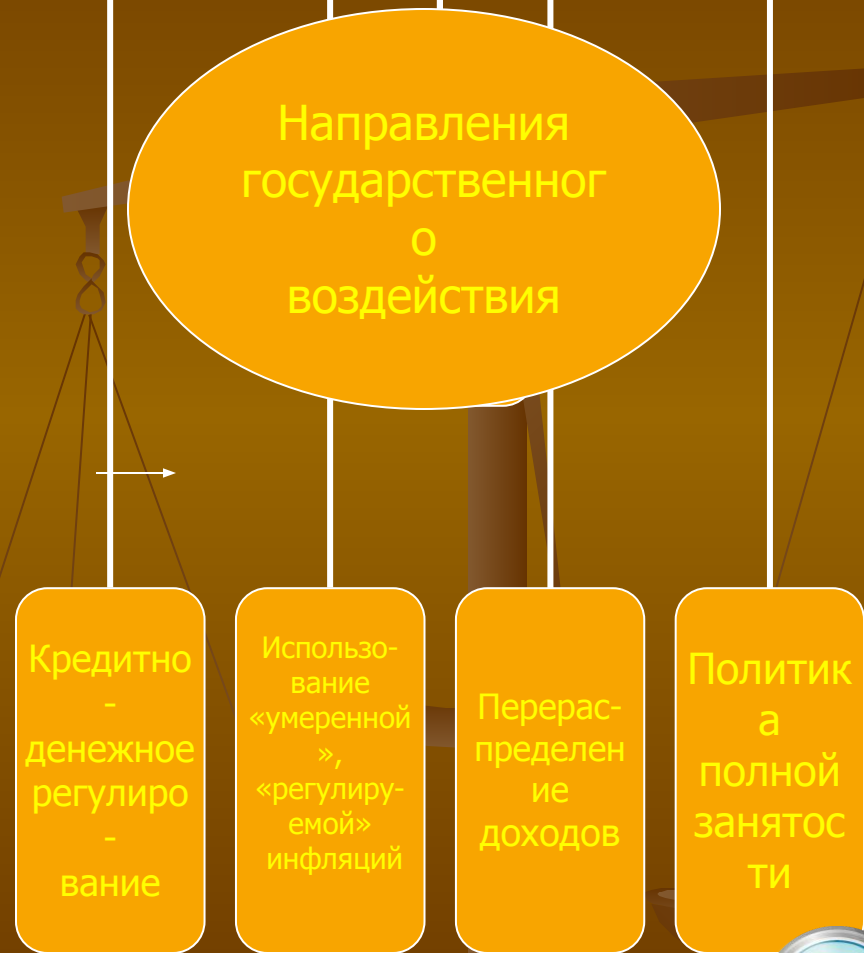 Направления
государственног
о
воздействия
Кредитно
-
денежное
регулиро
-
вание
Использо-
вание
«умеренной
»,
«регулиру-
емой»
инфляций
Перерас-
пределен
ие
доходов
Политик
а
полной
занятос
ти